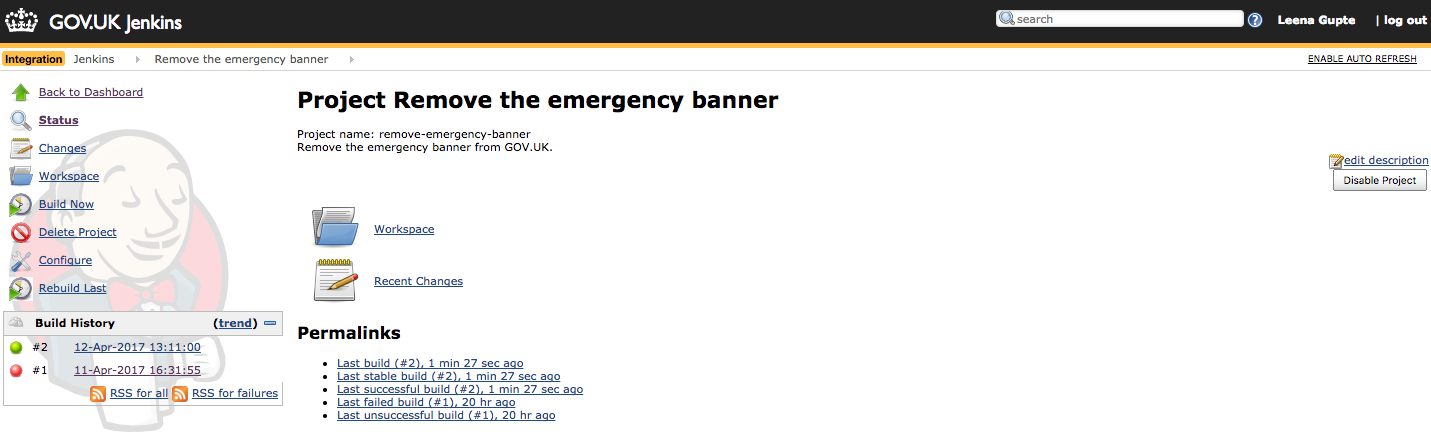 GOV.UK Jenkins
search
Leena Gupte | log out
Integration Jenkins Remove the emergency banner
ENABLE AUTO REFRESH
Back to Dashboard
Status
Changes
Workspace
Build Now
Delete Project
Configure
Rebuild Last
Build History (trend)
#2 12-Apr-2017 13:11:00
#1 11-Apr-2017 16:31:55
RSS for all RSS for failures
Project Remove the emergency banner
Project name: remove-emergency-banner
Remove the emergency banner from GOV.UK.
edit description
Disable Project
Workspace
Recent Changes
Permalinks
Last build (#2), 1 min 27 sec ago
Last stable build (#2), 1 min 27 sec ago
Last successful build (#2), 1 min 27 sec ago
Last failed build (#1), 20 hr ago
Last unsuccessful build (#1), 20 hr ago